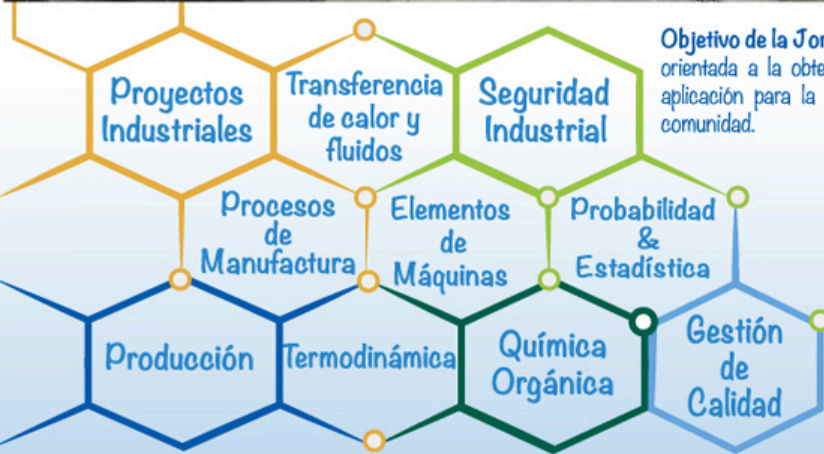 Objetivo de la Jor
orientada a la obte
aplicación para la
comunidad.
Proyectos
Industriales
Transferencia
de calor y
fluidos
Seguridad
Industrial
Procesos
de
Manufactura
Elementos
de
Máquinas
Probabilidad
&
Estadística
Producción
Termodinámica
Química
Orgánica
Gestión
de
Calidad